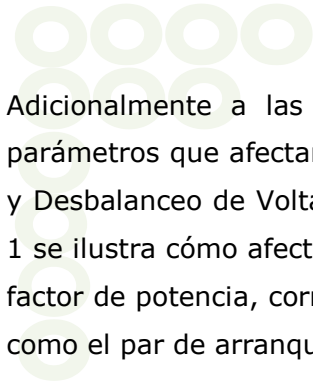 Adicionalmente a las
parámetros que afectan
y Desbalanceo de Volta
1 se ilustra cómo afect
factor de potencia, corr
como el par de arranqu